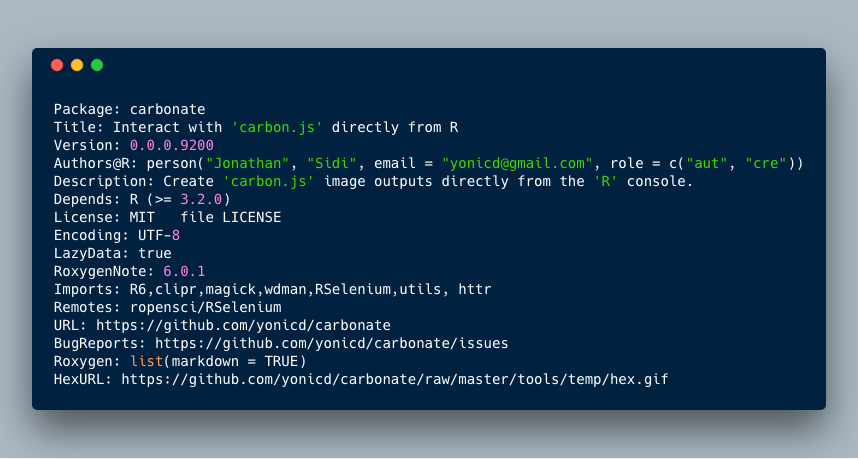 Package: carbonate
Title: Interact with 'carbon.js' directly from R
Version: 0.0.0.9200
Authors@R: person("Jonathan", "Sidi", email = "yonicd@gmail.com", role = c("aut", "cre"))
Description: Create 'carbon.js' image outputs directly from the 'R' console.
Depends: R (>= 3.2.0)
License: MIT   file LICENSE
Encoding: UTF-8
LazyData: true
RoxygenNote: 6.0.1
Imports: R6,clipr,magick,wdman,RSelenium,utils, httr
Remotes: ropensci/RSelenium
URL: https://github.com/yonicd/carbonate
BugReports: https://github.com/yonicd/carbonate/issues
Roxygen: list(markdown = TRUE)
HexURL: https://github.com/yonicd/carbonate/raw/master/tools/temp/hex.gif